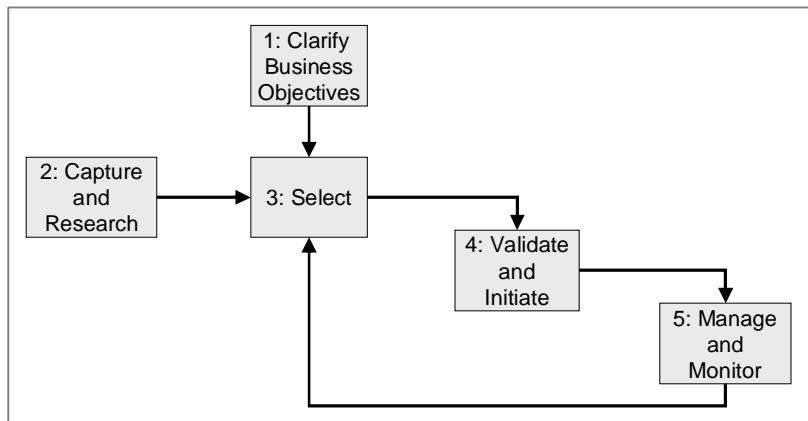 1: Clarify
Business
Objectives
2: Capture
and
Research
3: Select
4: Validate
and
Initiate
5: Manage
and
Monitor